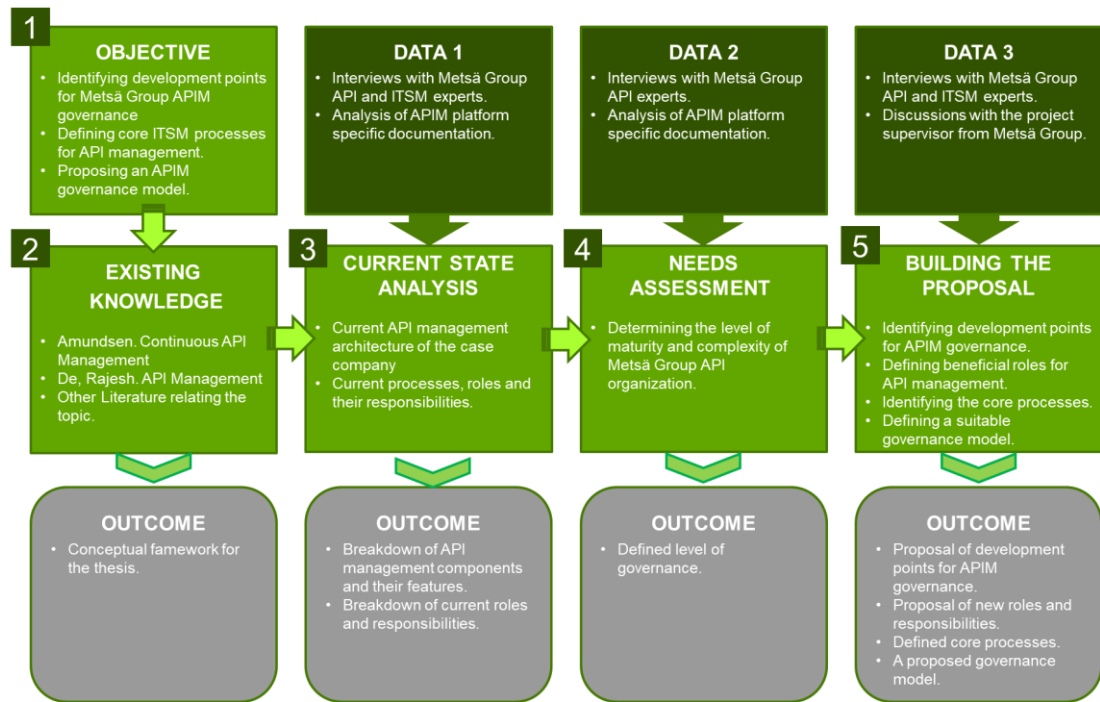 1
OBJECTIVE
• Identifying development points
for Metsä Group APIM
governance
• Defining core ITSM processes
for API management.
• Proposing an APIM
governance model.
DATA 1
• Interviews with Metsä Group
API and ITSM experts.
• Analysis of APIM platform
specific documentation.
DATA 2
• Interviews with Metsä Group
API experts.
• Analysis of APIM platform
specific documentation.
DATA 3
• Interviews with Metsä Group
API and ITSM experts.
• Discussions with the project
supervisor from Metsä Group.
2
EXISTING
KNOWLEDGE
• Amundsen. Continuous API
Management
• De, Rajesh. API Management
• Other Literature relating the
topic.
3
CURRENT STATE
ANALYSIS
• Current API management
architecture of the case
company
• Current processes, roles and
their responsibilities.
4
NEEDS
ASSESSMENT
• Determining the level of
maturity and complexity of
Metsä Group API
organization.
5
BUILDING THE
PROPOSAL
• Identifying development points
for APIM governance.
• Defining beneficial roles for
API management.
• Identifying the core processes.
• Defining a suitable
governance model.
OUTCOME
• Conceptual famework for
the thesis.
OUTCOME
• Breakdown of API
management components
and their features.
• Breakdown of current roles
and responsibilities.
OUTCOME
• Defined level of
governance.
OUTCOME
• Proposal of development
points for APIM
governance.
• Proposal of new roles and
responsibilities.
• Defined core processes.
• A proposed governance
model.